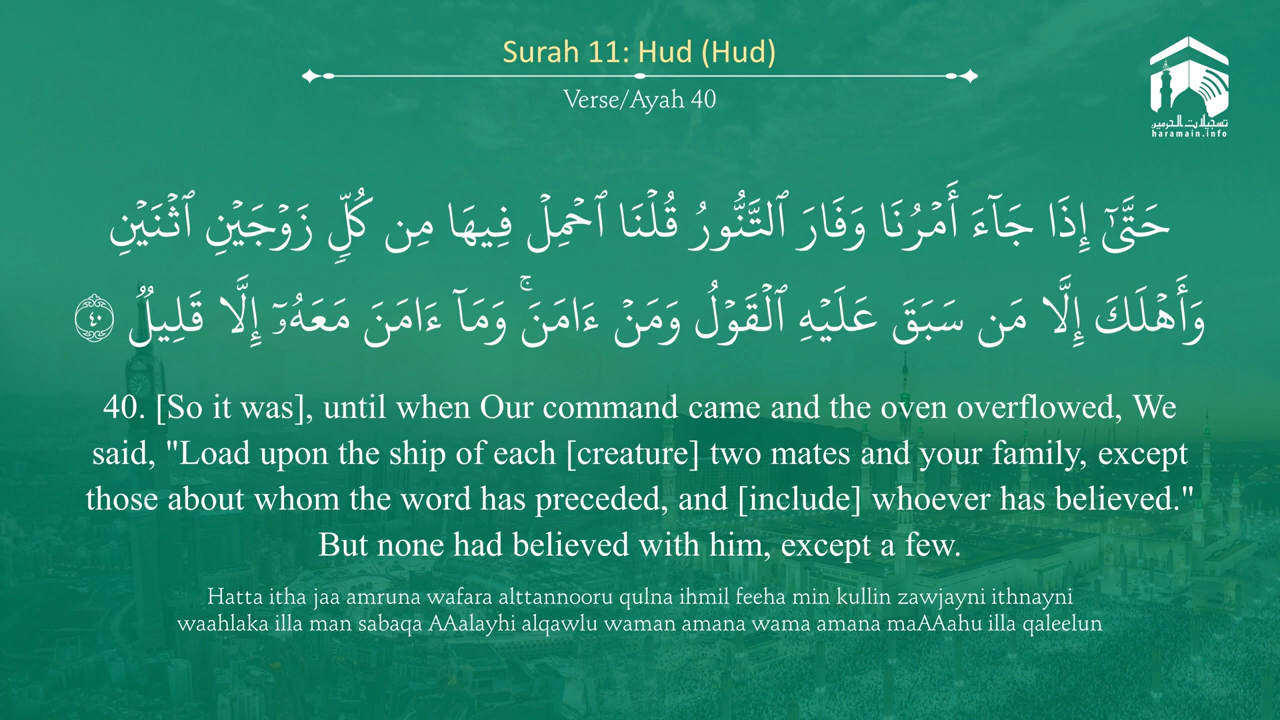 Surah 11: Hud (Hud)
Verse/Ayah 40
تسجيلات الحرمين
haramain.info
حَتَّىٰٓ إِذَا جَآءَ أَمْرُنَا وَفَارَ ٱلتَّنُّورُ قُلْنَا ٱحْمِلْ فِيهَا مِن كُلٍّ زَوْجَيْنِ ٱثْنَيْنِ
وَأَهْلَكَ إِلَّا مَن سَبَقَ عَلَيْهِ ٱلْقَوْلُ وَمَنْ ءَامَنَ ۚ وَمَآ ءَامَنَ مَعَهُۥٓ إِلَّا قَلِيلٌ ٤٠
40. [So it was], until when Our command came and the oven overflowed, We
said, "Load upon the ship of each [creature] two mates and your family, except
those about whom the word has preceded, and [include] whoever has believed."
But none had believed with him, except a few.
Hatta itha jaa amruna wafara alttannooru qulna ihmil feeha min kullin zawjayni ithnayni
waahlaka illa man sabaqa AAalayhi alqawlu waman amana wama amana maAAahu illa qaleelun